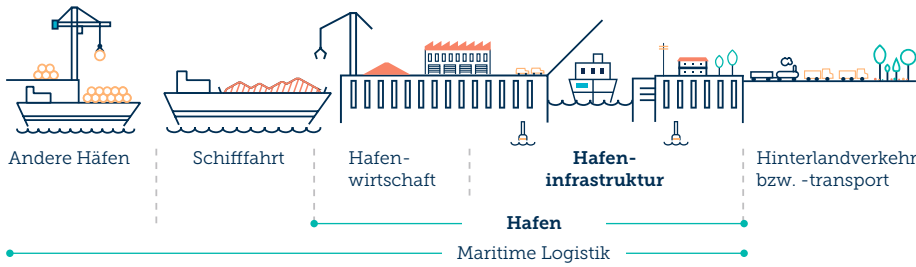 Andere Häfen
Schifffahrt
Hafen-
wirtschaft
Hafen-
infrastruktur
Hinterlandverkehr
bzw. -transport
Hafen
Maritime Logistik